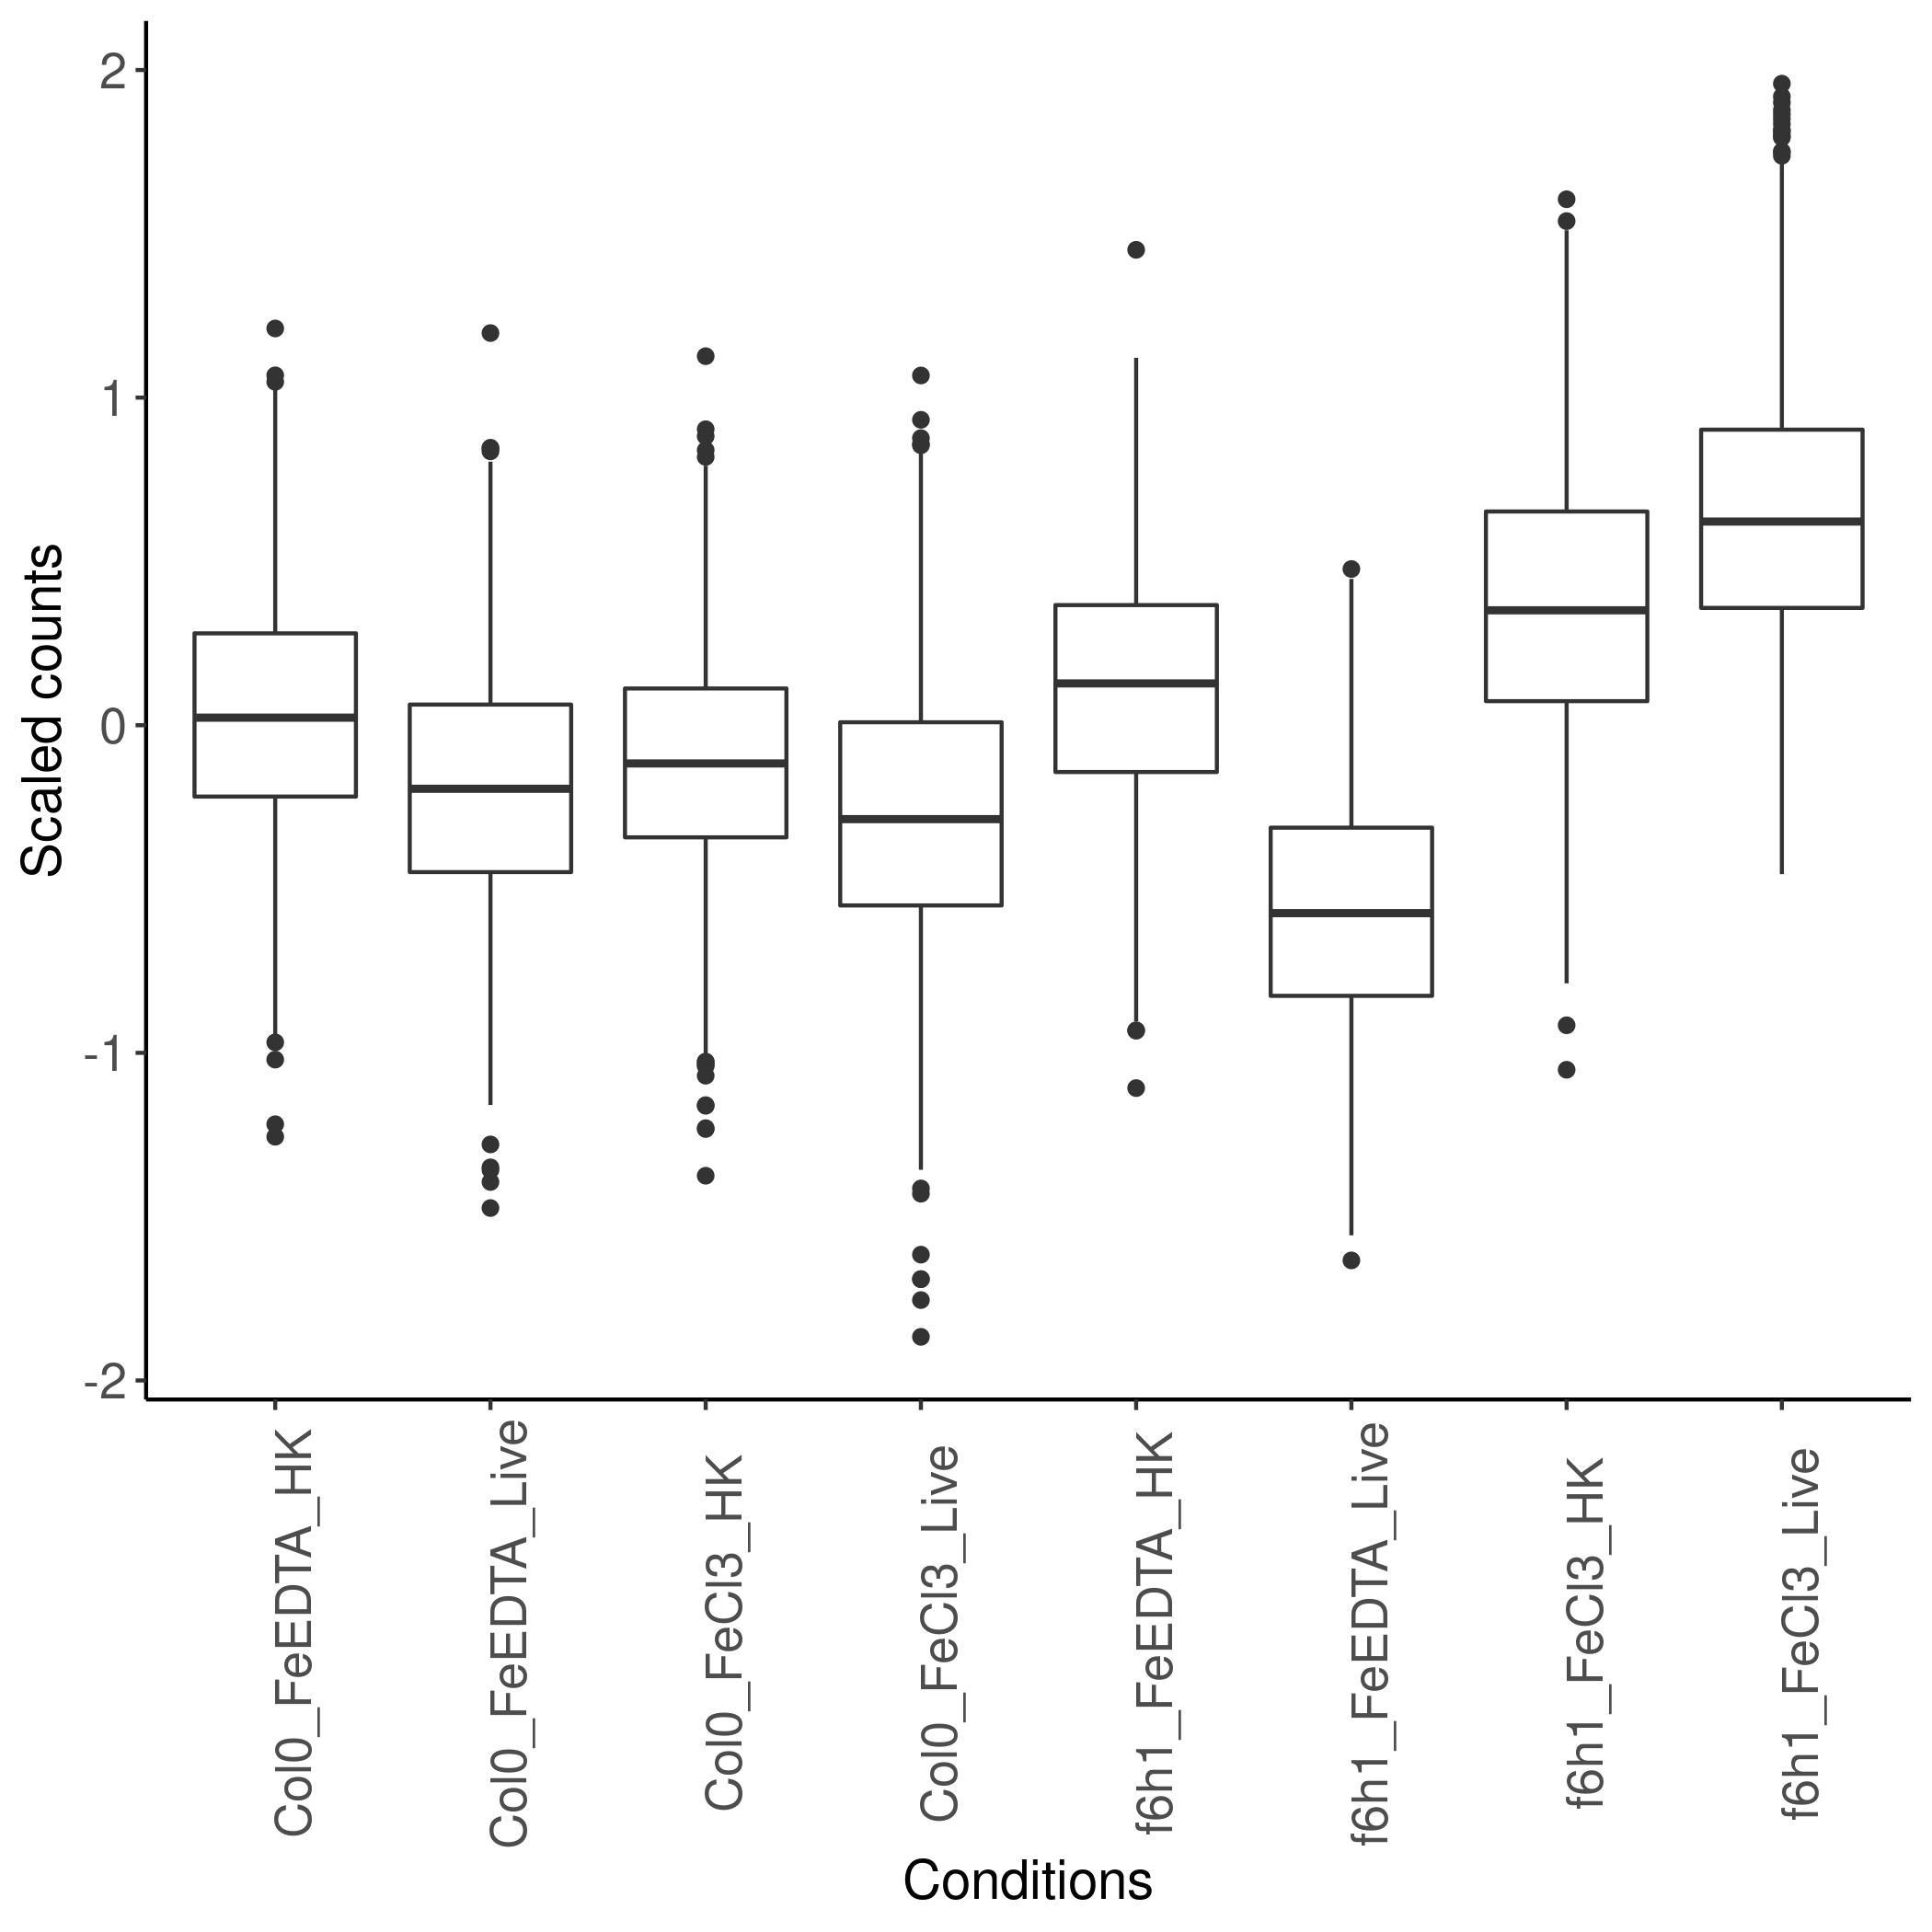 Scaled counts
2
1
0
-1
-2
Col0_FeEDTA_HK
Col0_FeEDTA_Live
Col0_FeCl3_HK
Col0_FeCl3_Live
f6h1_FeEDTA_HK
f6h1_FeEDTA_Live
f6h1_FeCl3_HK
f6h1_FeCl3_Live
Conditions